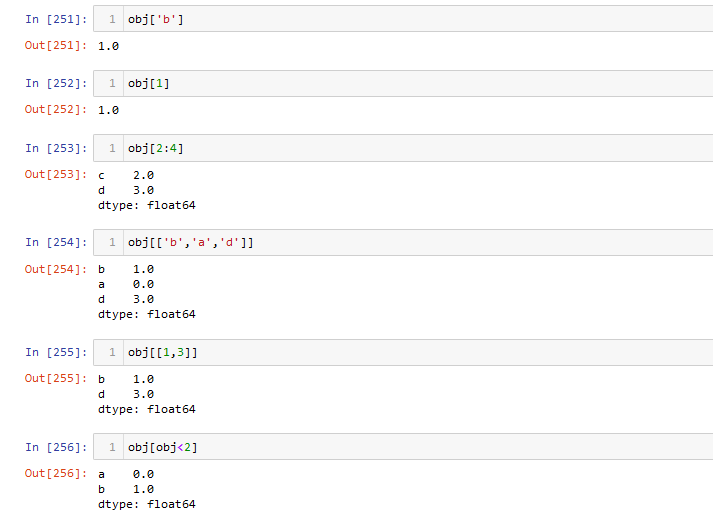 In [251]: 1 obj['b']
Out[251]: 1.0
In [252]: 1 obj[1]
Out[252]: 1.0
In [253]: 1 obj[2:4]
Out[253]: c 2.0
d 3.0
dtype: float64
In [254]: 1 obj[['b','a','d']]
Out[254]: b 1.0
a 0.0
d 3.0
dtype: float64
In [255]: 1 obj[[1,3]]
Out[255]: b 1.0
d 3.0
dtype: float64
In [256]: 1 obj[obj<2]
Out[256]: a 0.0
b 1.0
dtype: float64